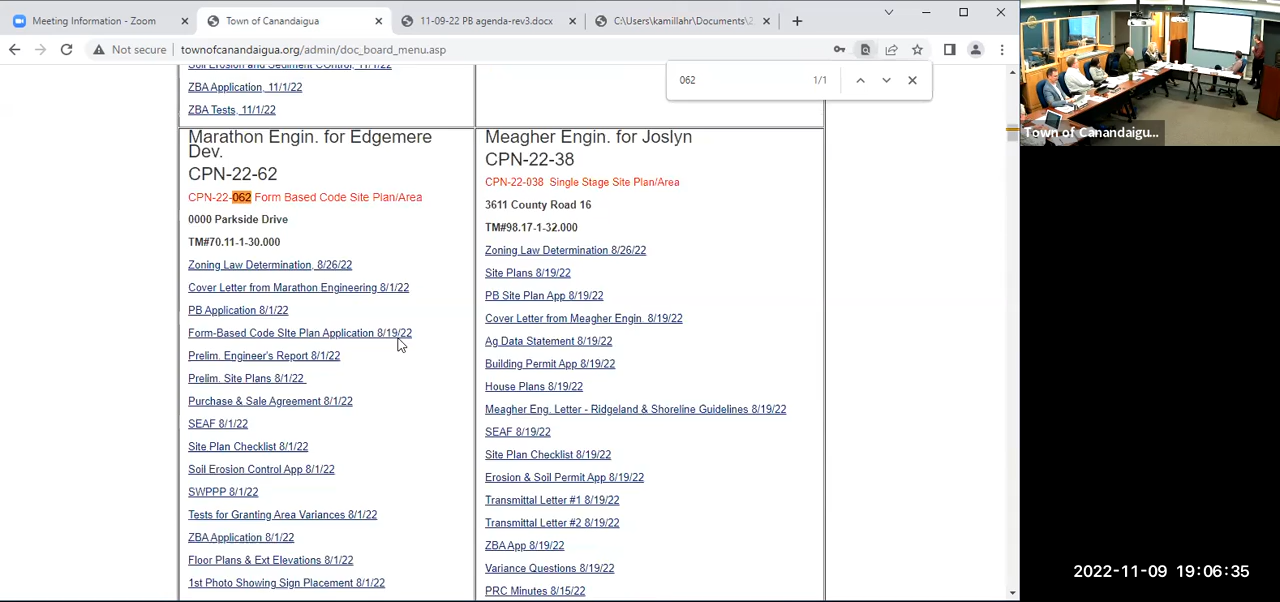 Meeting Information - Zoom
Town of Canandaigua
11-09-22 PB agenda-rev3.docx
C:\Users\kamillahr\Documents\2
Not secure
townofcanandaigua.org/admin/doc_board_menu.asp
062
1/1
Soil Erosion and Sediment Control, 11/1/22
ZBA Application, 11/1/22
ZBA Tests, 11/1/22
Marathon Engin. for Edgemere
Dev.
CPN-22-62
CPN-22-062 Form Based Code Site Plan/Area
0000 Parkside Drive
TM#70.11-1-30.000
Zoning Law Determination, 8/26/22
Cover Letter from Marathon Engineering 8/1/22
PB Application 8/1/22
Form-Based Code SIte Plan Application 8/19/22
Prelim. Engineer's Report 8/1/22
Prelim. Site Plans 8/1/22
Purchase & Sale Agreement 8/1/22
SEAF 8/1/22
Site Plan Checklist 8/1/22
Soil Erosion Control App 8/1/22
SWPPP 8/1/22
Tests for Granting Area Variances 8/1/22
ZBA Application 8/1/22
Floor Plans & Ext Elevations 8/1/22
1st Photo Showing Sign Placement 8/1/22
Meagher Engin. for Joslyn
CPN-22-38
CPN-22-038 Single Stage Site Plan/Area
3611 County Road 16
TM#98.17-1-32.000
Zoning Law Determination 8/26/22
Site Plans 8/19/22
PB Site Plan App 8/19/22
Cover Letter from Meagher Engin. 8/19/22
Ag Data Statement 8/19/22
Building Permit App 8/19/22
House Plans 8/19/22
Meagher Eng. Letter - Ridgeland & Shoreline Guidelines 8/19/22
SEAF 8/19/22
Site Plan Checklist 8/19/22
Erosion & Soil Permit App 8/19/22
Transmittal Letter #1 8/19/22
Transmittal Letter #2 8/19/22
ZBA App 8/19/22
Variance Questions 8/19/22
PRC Minutes 8/15/22
Town of Canandaigu...
2022-11-09 19:06:35